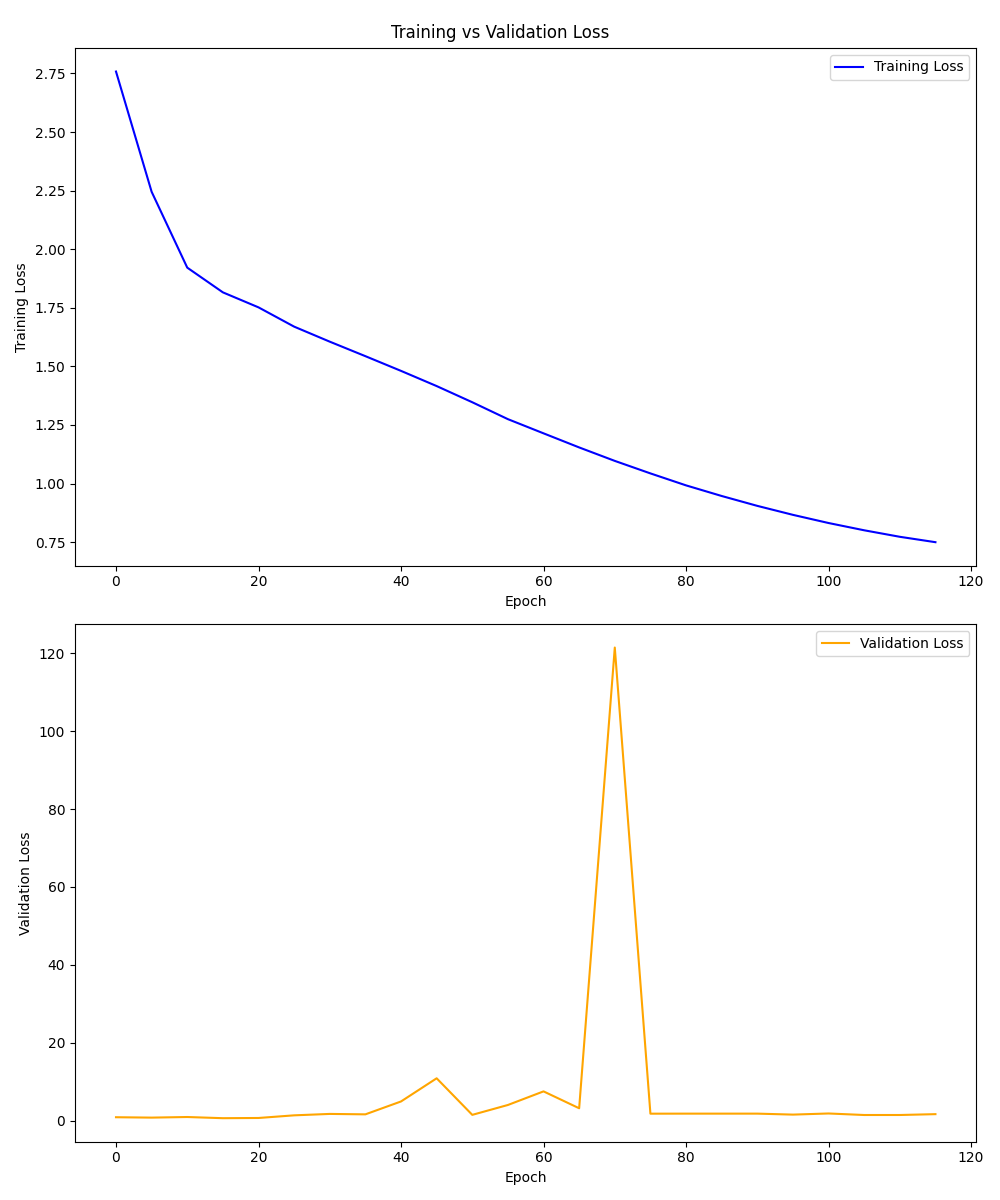 Training vs Validation Loss
Training Loss
2.75
2.50
2.25
2.00
1.75
1.50
1.25
1.00
0.75
Training Loss
0 20 40 60 80 100 120
Epoch
Validation Loss
120
100
80
60
40
20
0
Validation Loss
0 20 40 60 80 100 120
Epoch